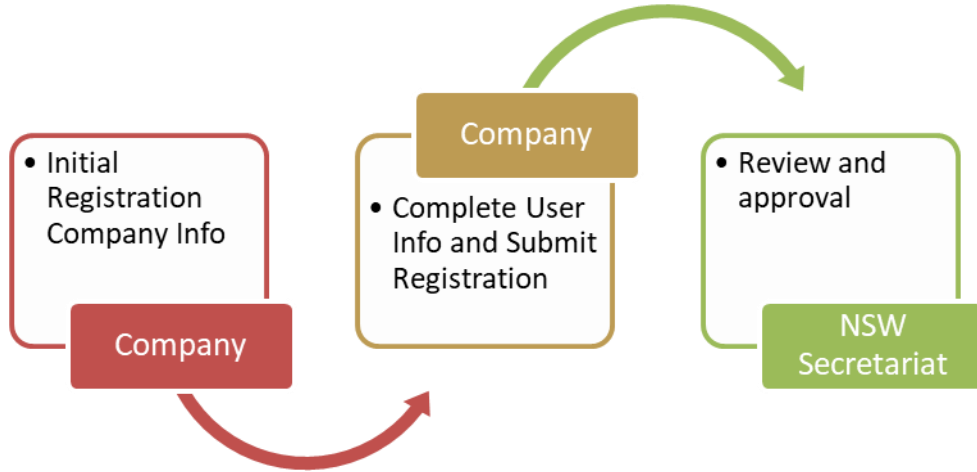 • Initial
Registration
Company Info
Company
Company
• Complete User
Info and Submit
Registration
• Review and
approval
NSW
Secretariat